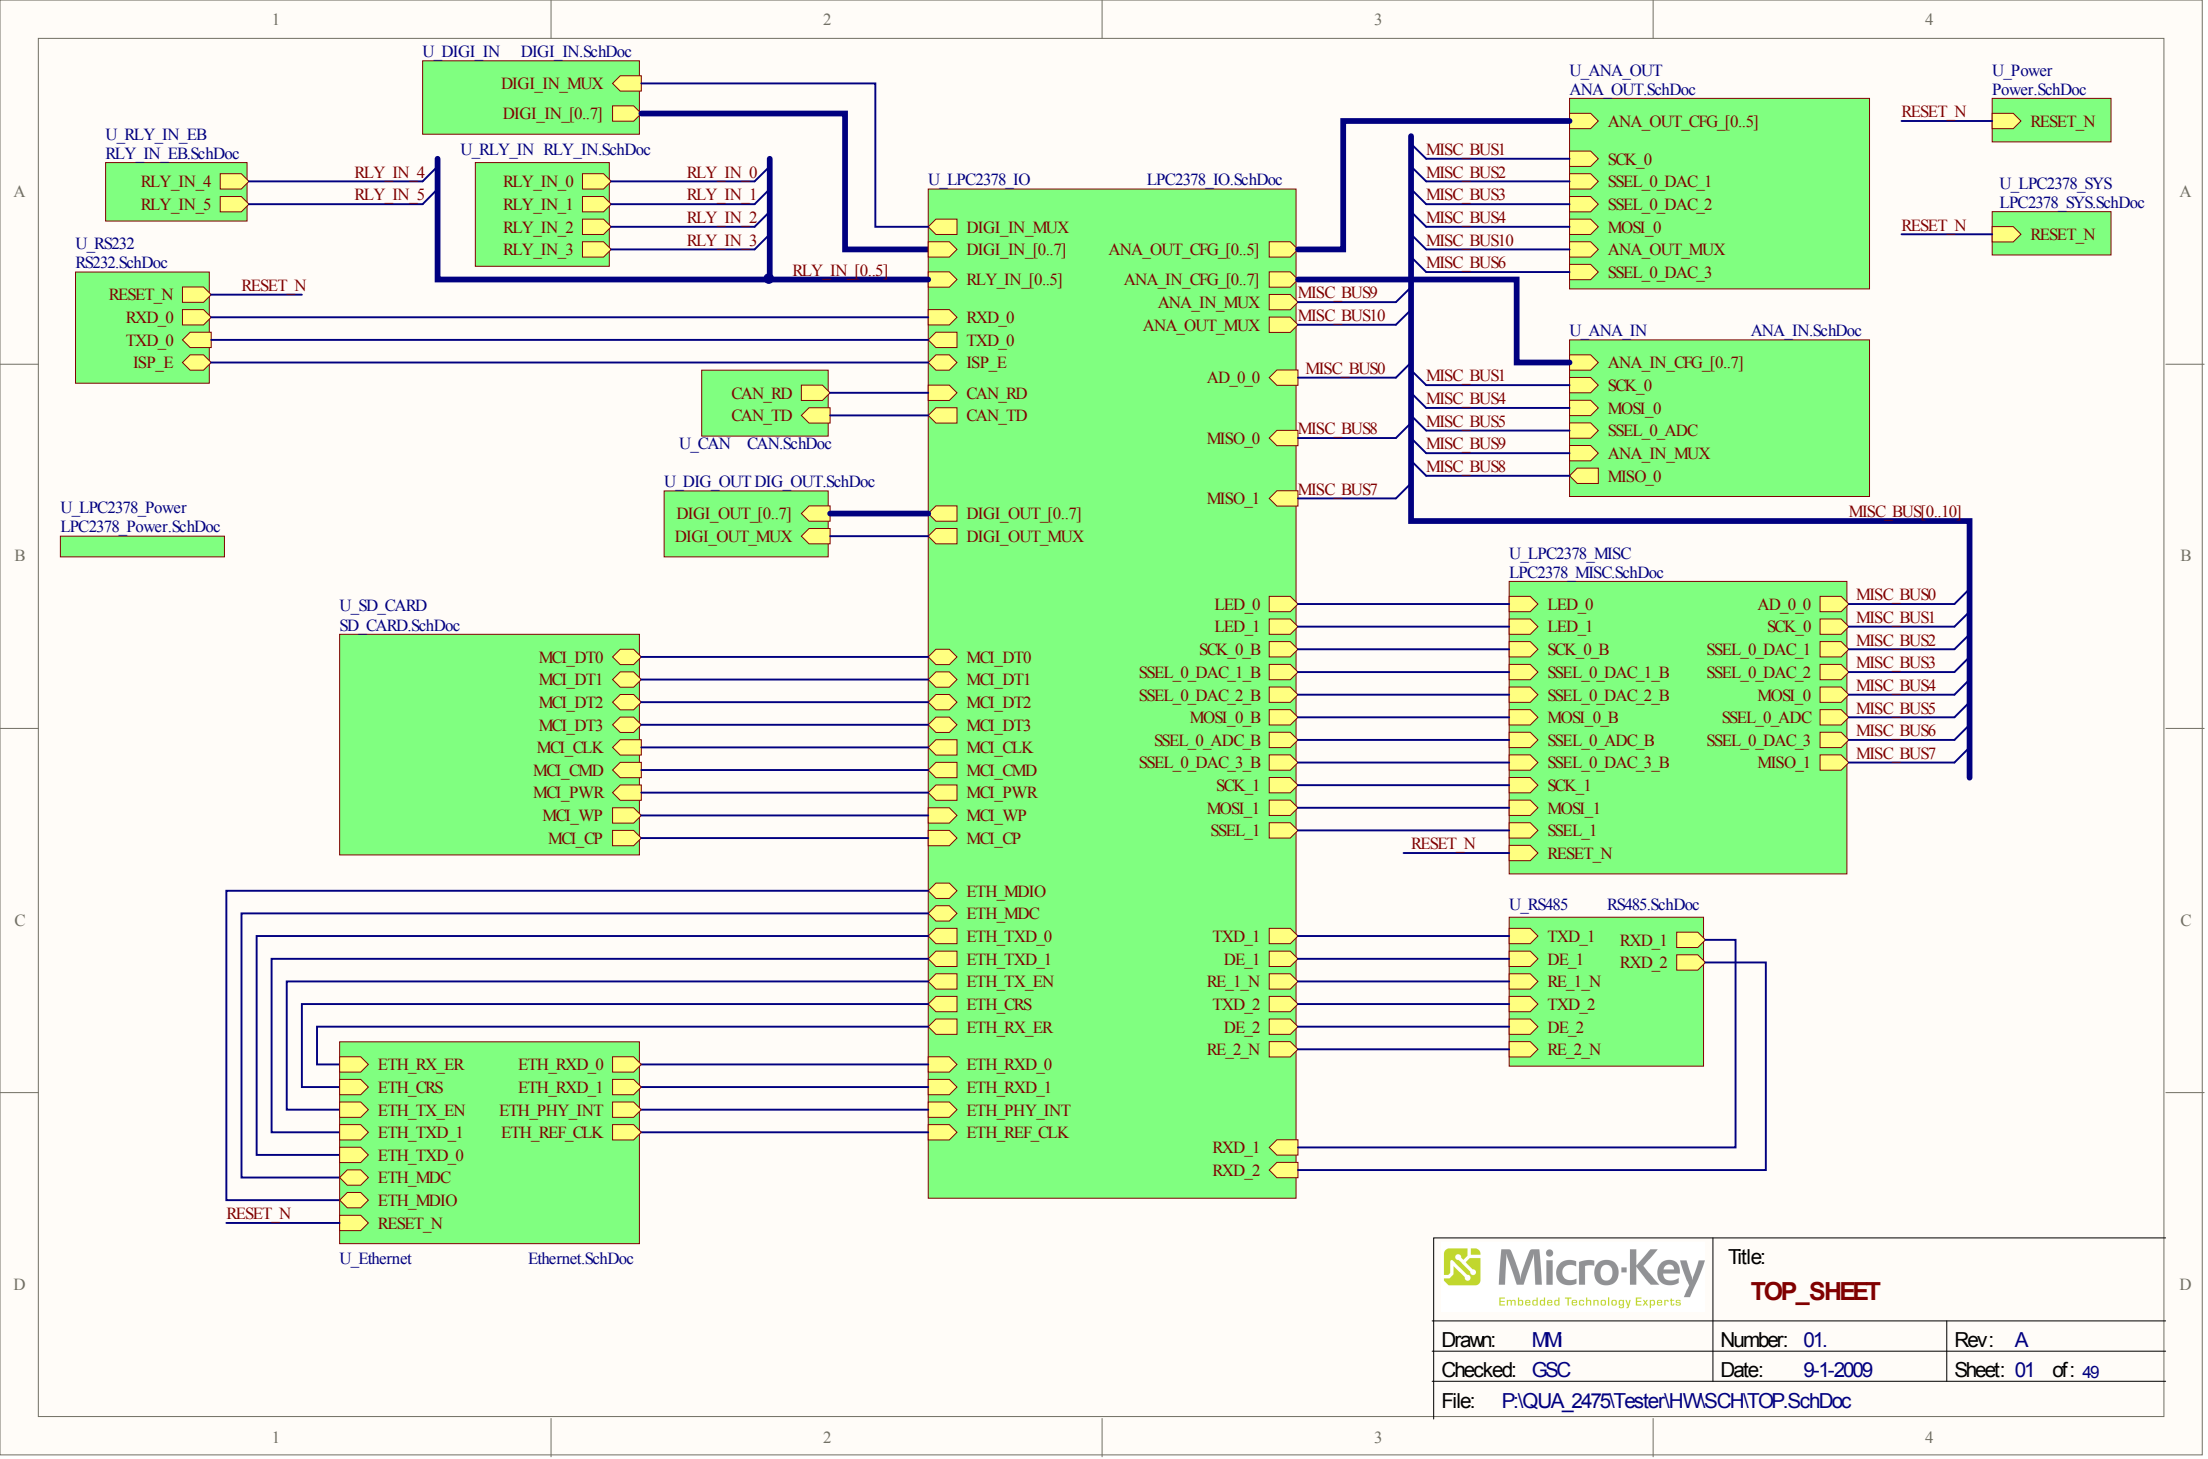 1 2 3 4
A
B
C
D
A
B
C
D
U_DIGI_IN DIGI_IN.SchDoc
DIGI_IN_MUX
DIGI_IN_[0..7]
U_RLY_IN_EB
RLY_IN_EB.SchDoc
RLY_IN_4
RLY_IN_5
RLY_IN_4
RLY_IN_5
U_RLY_IN RLY_IN.SchDoc
RLY_IN_0
RLY_IN_1
RLY_IN_2
RLY_IN_3
RLY_IN_0
RLY_IN_1
RLY_IN_2
RLY_IN_3
RLY_IN_[0..5]
U_RS232
RS232.SchDoc
RESET_N
RXD_0
TXD_0
ISP_E
RESET_N
CAN_RD
CAN_TD
U_CAN CAN.SchDoc
U_DIG_OUT DIG_OUT.SchDoc
DIGI_OUT_[0..7]
DIGI_OUT_MUX
U_LPC2378_Power
LPC2378_Power.SchDoc
U_SD_CARD
SD_CARD.SchDoc
MCI_DT0
MCI_DT1
MCI_DT2
MCI_DT3
MCI_CLK
MCI_CMD
MCI_PWR
MCI_WP
MCI_CP
ETH_RX_ER
ETH_CRS
ETH_TX_EN
ETH_TXD_1
ETH_TXD_0
ETH_MDC
ETH_MDIO
RESET_N
RESET_N
ETH_RXD_0
ETH_RXD_1
ETH_PHY_INT
ETH_REF_CLK
U_Ethernet Ethernet.SchDoc
U_LPC2378_IO LPC2378_IO.SchDoc
DIGI_IN_MUX
DIGI_IN_[0..7]
RLY_IN_[0..5]
RXD_0
TXD_0
ISP_E
CAN_RD
CAN_TD
DIGI_OUT_[0..7]
DIGI_OUT_MUX
MCI_DT0
MCI_DT1
MCI_DT2
MCI_DT3
MCI_CLK
MCI_CMD
MCI_PWR
MCI_WP
MCI_CP
ETH_MDIO
ETH_MDC
ETH_TXD_0
ETH_TXD_1
ETH_TX_EN
ETH_CRS
ETH_RX_ER
ETH_RXD_0
ETH_RXD_1
ETH_PHY_INT
ETH_REF_CLK
ANA_OUT_CFG_[0..5]
ANA_IN_CFG_[0..7]
ANA_IN_MUX
ANA_OUT_MUX
AD_0_0
MISO_0
MISO_1
LED_0
LED_1
SCK_0_B
SSEL_0_DAC_1_B
SSEL_0_DAC_2_B
MOSI_0_B
SSEL_0_ADC_B
SSEL_0_DAC_3_B
SCK_1
MOSI_1
SSEL_1
TXD_1
DE_1
RE_1_N
TXD_2
DE_2
RE_2_N
RXD_1
RXD_2
MISC_BUS9
MISC_BUS10
MISC_BUS0
MISC_BUS8
MISC_BUS7
U_ANA_OUT
ANA_OUT.SchDoc
ANA_OUT_CFG_[0..5]
SCK_0
SSEL_0_DAC_1
SSEL_0_DAC_2
MOSI_0
ANA_OUT_MUX
SSEL_0_DAC_3
MISC_BUS1
MISC_BUS2
MISC_BUS3
MISC_BUS4
MISC_BUS10
MISC_BUS6
U_ANA_IN ANA_IN.SchDoc
ANA_IN_CFG_[0..7]
SCK_0
MOSI_0
SSEL_0_ADC
ANA_IN_MUX
MISO_0
MISC_BUS1
MISC_BUS4
MISC_BUS5
MISC_BUS9
MISC_BUS8
MISC_BUS[0..10]
U_Power
Power.SchDoc
RESET_N
RESET_N
U_LPC2378_SYS
LPC2378_SYS.SchDoc
RESET_N
RESET_N
U_LPC2378_MISC
LPC2378_MISC.SchDoc
LED_0
LED_1
SCK_0_B
SSEL_0_DAC_1_B
SSEL_0_DAC_2_B
MOSI_0_B
SSEL_0_ADC_B
SSEL_0_DAC_3_B
SCK_1
MOSI_1
SSEL_1
RESET_N
RESET_N
AD_0_0
SCK_0
SSEL_0_DAC_1
SSEL_0_DAC_2
MOSI_0
SSEL_0_ADC
SSEL_0_DAC_3
MISO_1
MISC_BUS0
MISC_BUS1
MISC_BUS2
MISC_BUS3
MISC_BUS4
MISC_BUS5
MISC_BUS6
MISC_BUS7
U_RS485 RS485.SchDoc
TXD_1
DE_1
RE_1_N
TXD_2
DE_2
RE_2_N
RXD_1
RXD_2
Micro·Key
Embedded Technology Experts
Title:
TOP_SHEET
Drawn: MMi
Number: 01.
Rev: A
Checked: GSC
Date: 9-1-2009
Sheet: 01 of: 49
File: P:\QUA_2475\Tester\HW\SCH\TOP.SchDoc
1 2 3 4